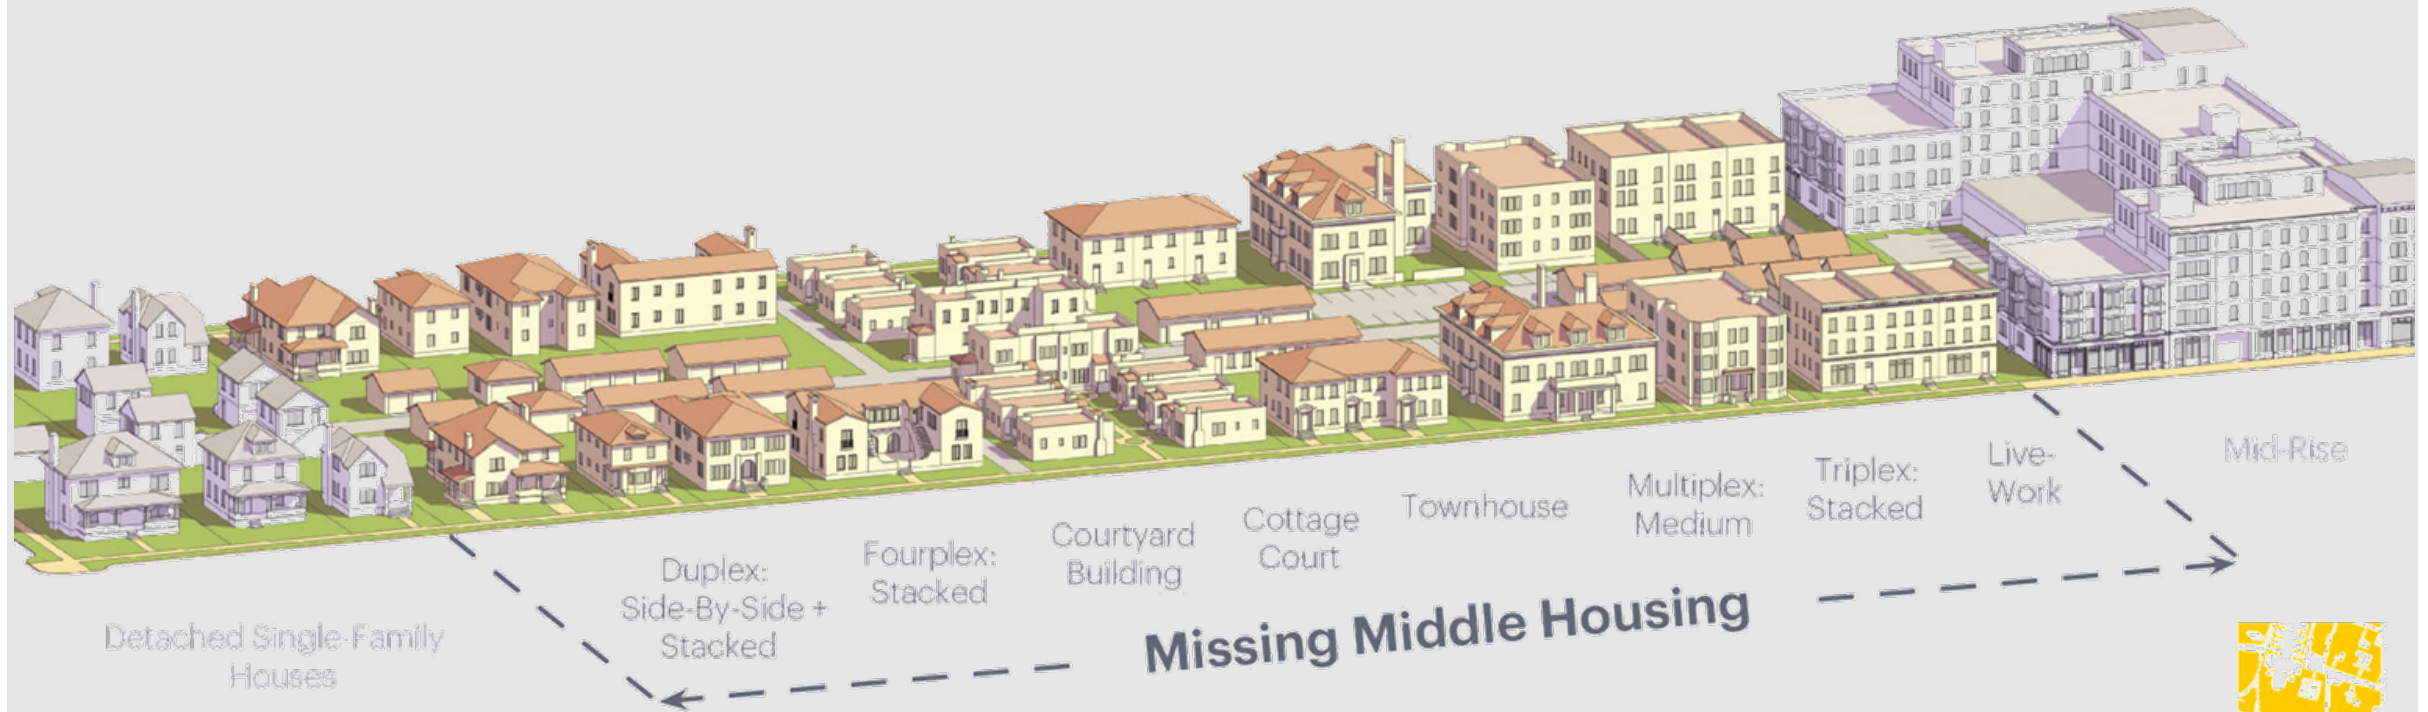 Detached Single-Family
Houses
Duplex:
Side-By-Side +
Stacked
Fourplex:
Stacked
Courtyard
Building
Cottage
Court
Townhouse
Multiplex:
Medium
Triplex:
Stacked
Live-
Work
Mid-Rise
Missing Middle Housing